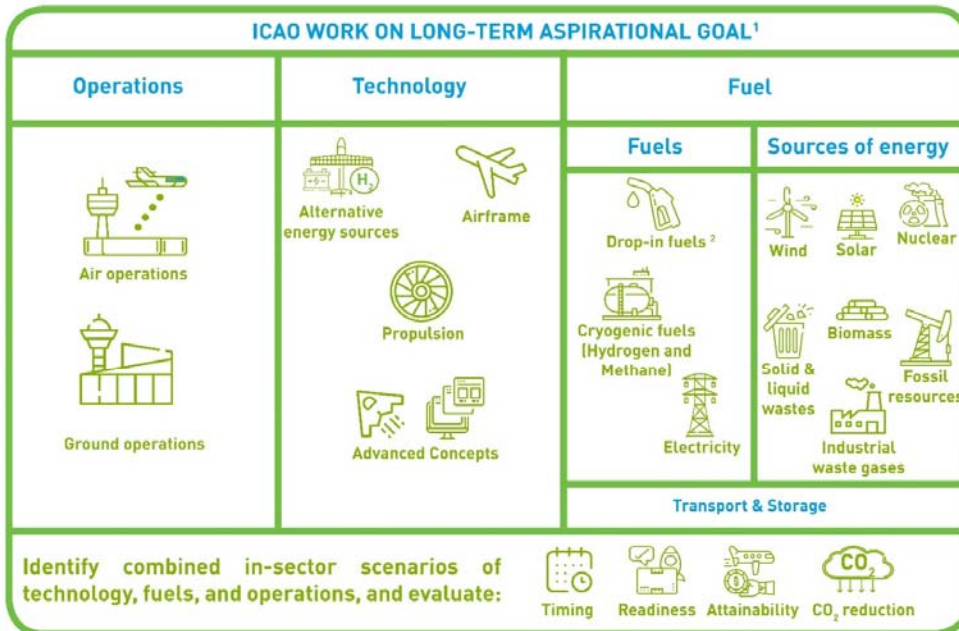 ICAO WORK ON LONG-TERM ASPIRATIONAL GOAL¹
Operations
Technology
Fuel
Air operations
Ground operations
H₂
Alternative
energy sources
Airframe
Propulsion
Advanced Concepts
Fuels
Drop-in fuels ²
Cryogenic fuels
(Hydrogen and
Methane)
Electricity
Sources of energy
Wind
Solar
Nuclear
Biomass
Solid &
liquid
wastes
Fossil
resources
Industrial
waste gases
Transport & Storage
Identify combined in-sector scenarios of
technology, fuels, and operations, and evaluate:
Timing
Readiness
Attainability
CO₂
CO₂ reduction